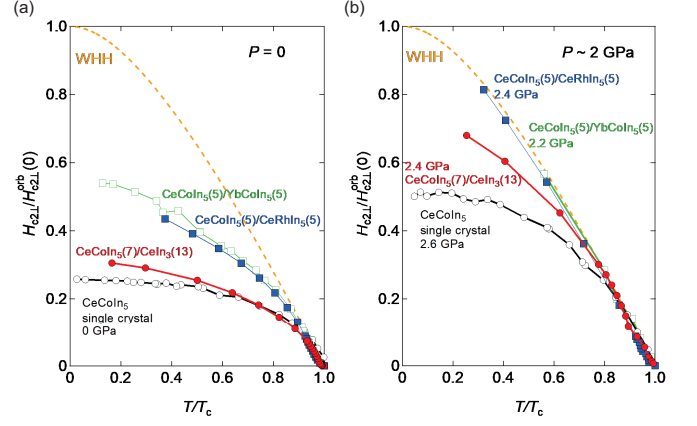 (a)
P = 0
WHH
CeCoIn5(5)/YbCoIn5(5)
CeCoIn5(5)/CeRhIn5(5)
CeCoIn3(7)/CeIn3(13)
CeCoIn5
single crystal
0 GPa
Hc2⊥/Hc2⊥orb(0)
1.0
0.8
0.6
0.4
0.2
0
0
0.2
0.4
0.6
0.8
1.0
T/Tc
(b)
P ~ 2 GPa
WHH
CeCoIn5(5)/CeRhIn5(5)
2.4 GPa
CeCoIn5(5)/YbCoIn5(5)
2.2 GPa
2.4 GPa
CeCoIn5(7)/CeIn3(13)
CeCoIn5
single crystal
2.6 GPa
Hc2⊥/Hc2⊥orb(0)
1.0
0.8
0.6
0.4
0.2
0
0
0.2
0.4
0.6
0.8
1.0
T/Tc